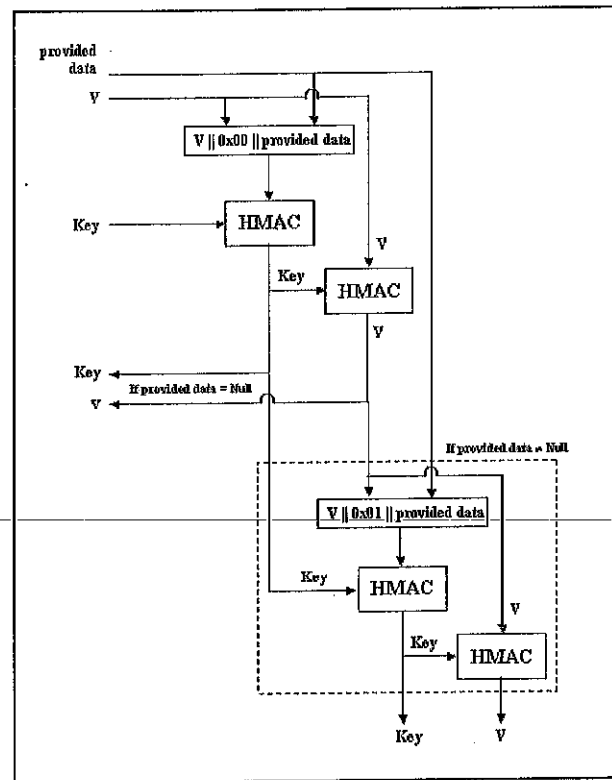 provided
data
V
V || 0x00 || provided data
Key
HMAC
V
Key
HMAC
V
Key
If provided data = Null
V
If provided data ≠ Null
V || 0x01 || provided data
Key
HMAC
V
Key
HMAC
Key
V